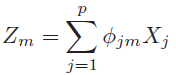 Z_m = \sum_{j=1}^{p} \phi_{jm} X_j